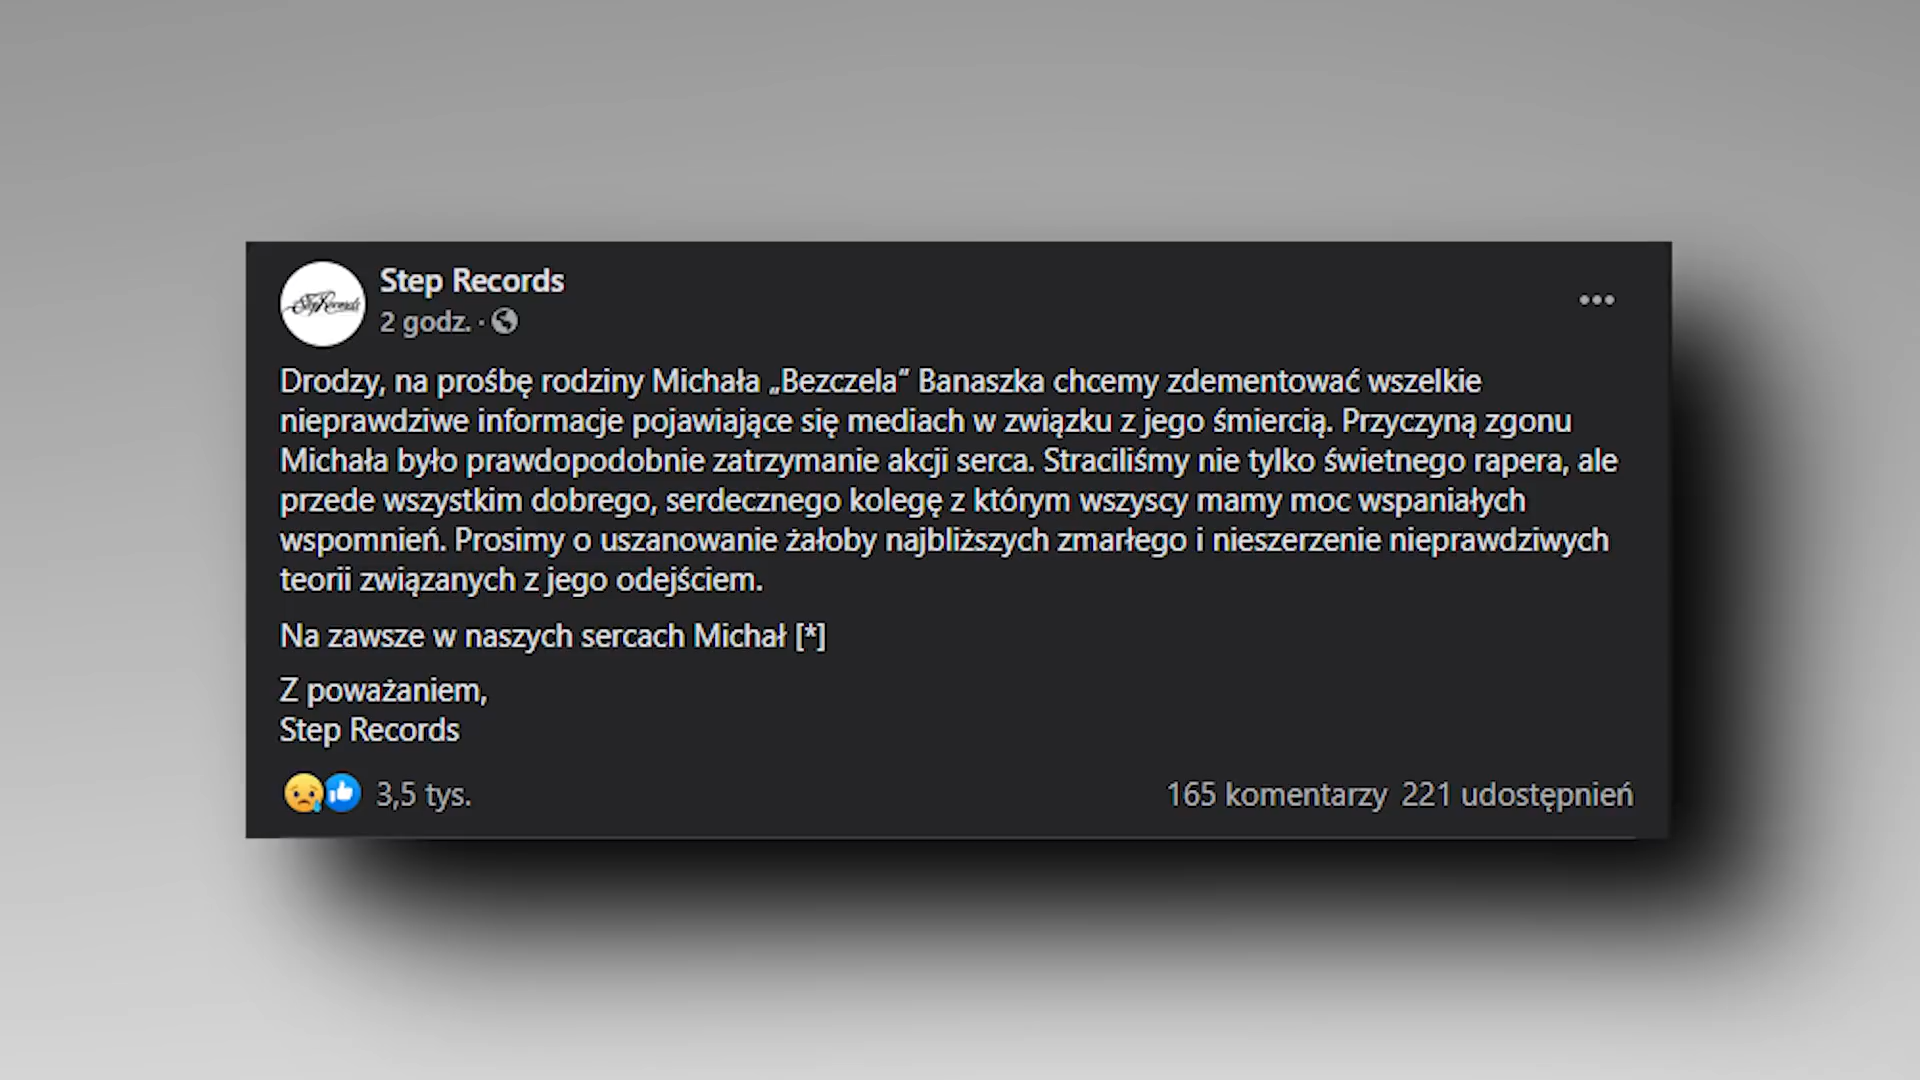 Step Records
Step Records
2 godz. ·
Drodzy, na prośbę rodziny Michała „Bezczela” Banaszka chcemy zdementować wszelkie
nieprawdziwe informacje pojawiające się mediach w związku z jego śmiercią. Przyczyną zgonu
Michała było prawdopodobnie zatrzymanie akcji serca. Straciliśmy nie tylko świetnego rapera, ale
przede wszystkim dobrego, serdecznego kolegę z którym wszyscy mamy moc wspaniałych
wspomnień. Prosimy o uszanowanie żałoby najbliższych zmarłego i nieszerzenie nieprawdziwych
teorii związanych z jego odejściem.
Na zawsze w naszych sercach Michał [*]
Z poważaniem,
Step Records
3,5 tys.
165 komentarzy 221 udostępnień